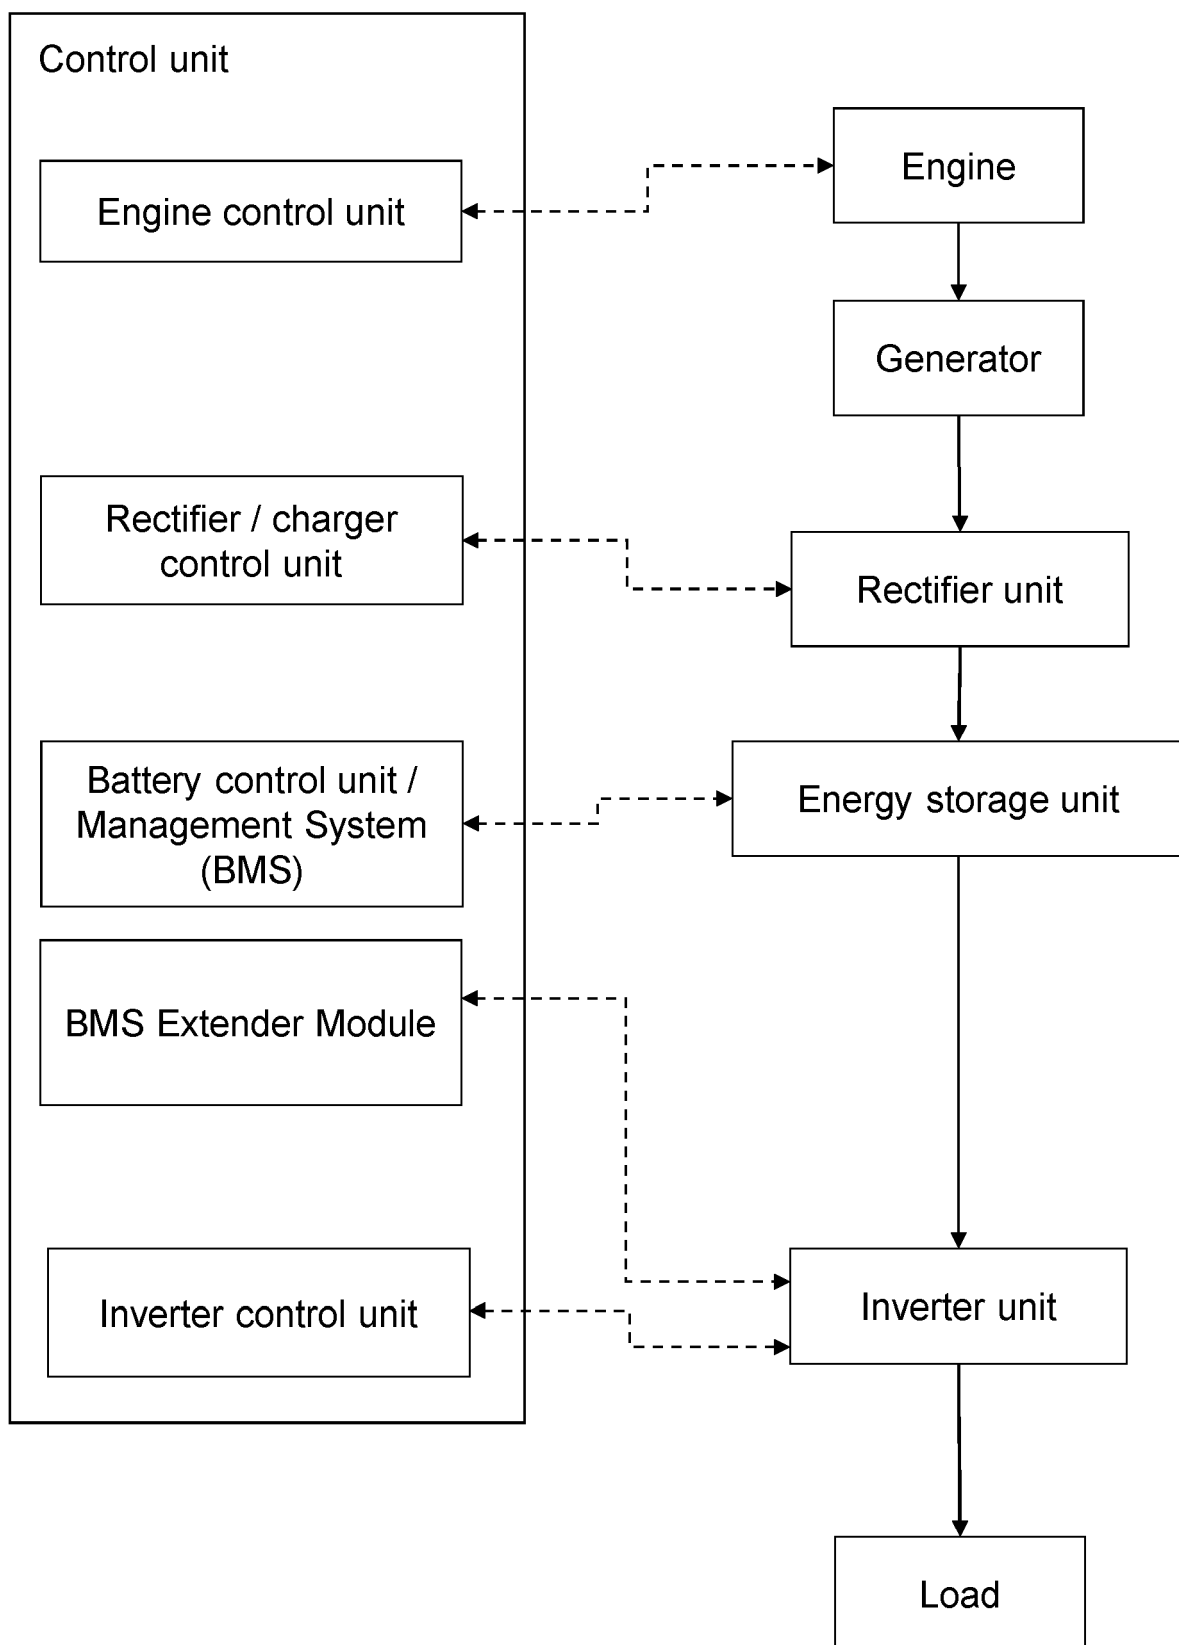 Control unit
Engine control unit
Rectifier / charger
control unit
Battery control unit /
Management System
(BMS)
BMS Extender Module
Inverter control unit
Engine
Generator
Rectifier unit
Energy storage unit
Inverter unit
Load